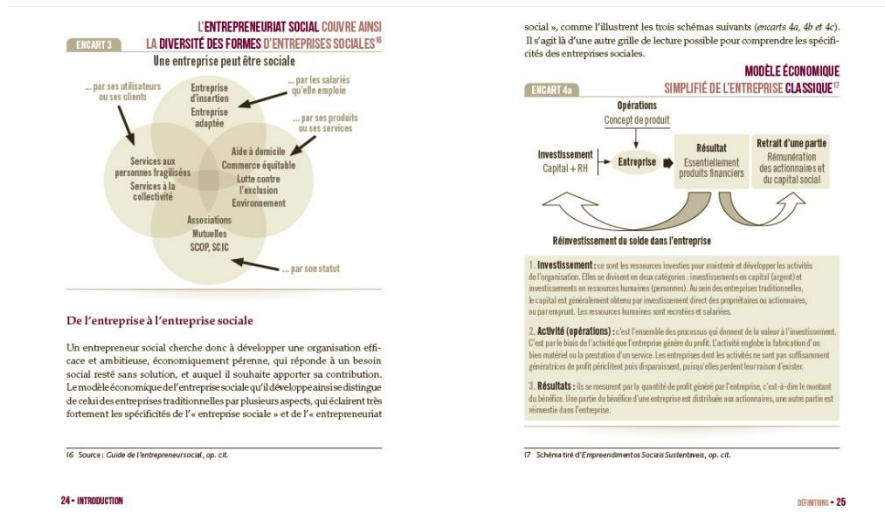 L'ENTREPRENEURIAT SOCIAL COUVRE AINSI
ENCART 3
LA DIVERSITÉ DES FORMES D'ENTREPRISES SOCIALES16
Une entreprise peut être sociale
... par ses utilisateurs
ou ses clients
Entreprise
d'insertion
Entreprise
adaptée
... par les salariés
qu'elle emploie
... par ses produits
ou ses services
Services aux
personnes fragilisées
Services à la
collectivité
Aide à domicile
Commerce équitable
Lutte contre
l'exclusion
Environnement
Associations
Mutuelles
SCOP, SCIC
... par son statut
De l'entreprise à l'entreprise sociale
Un entrepreneur social cherche donc à développer une organisation effi-
cace et ambitieuse, économiquement pérenne, qui réponde à un besoin
social resté sans solution, et auquel il souhaite apporter sa contribution.
Le modèle économique de l'entreprise sociale qu'il développe ainsi se distingue
de celui des entreprises traditionnelles par plusieurs aspects, qui éclairent très
fortement les spécificités de l'« entreprise sociale » et de l'« entrepreneuriat
16 Source : Guide de l'entrepreneur social, op. cit.
24 • INTRODUCTION
social », comme l'illustrent les trois schémas suivants (encarts 4a, 4b et 4c).
Il s'agit là d'une autre grille de lecture possible pour comprendre les spécifi-
cités des entreprises sociales.
MODÈLE ÉCONOMIQUE
ENCART 4a
SIMPLIFIÉ DE L'ENTREPRISE CLASSIQUE17
Opérations
Concept de produit
Investissement
Capital + RH
Entreprise
Résultat
Essentiellement
produits financiers
Retrait d'une partie
Rémunération
des actionnaires et
du capital social
Réinvestissement du solde dans l'entreprise
1. Investissement : ce sont les ressources investies pour maintenir et développer les activités
de l'organisation. Elles se divisent en deux catégories : investissements en capital (argent) et
investissements en ressources humaines (personnes). Au sein des entreprises traditionnelles,
le capital est généralement obtenu par investissement direct des propriétaires ou actionnaires,
ou par emprunt. Les ressources humaines sont recrutées et salariées.
2. Activité (opérations) : c'est l'ensemble des processus qui donnent de la valeur à l'investissement.
C'est par le biais de l'activité que l'entreprise génère du profit. L'activité englobe la fabrication d'un
bien matériel ou la prestation d'un service. Les entreprises dont les activités ne sont pas suffisamment
génératrices de profit périclitent puis disparaissent, puisqu'elles perdent leur raison d'exister.
3. Résultats : ils se mesurent par la quantité de profit généré par l'entreprise, c'est-à-dire le montant
du bénéfice. Une partie du bénéfice d'une entreprise est distribuée aux actionnaires, une autre partie est
réinvestie dans l'entreprise.
17 Schéma tiré d'Empreendimentos Sociais Sustentaveis, op. cit.
DÉFINITIONS • 25